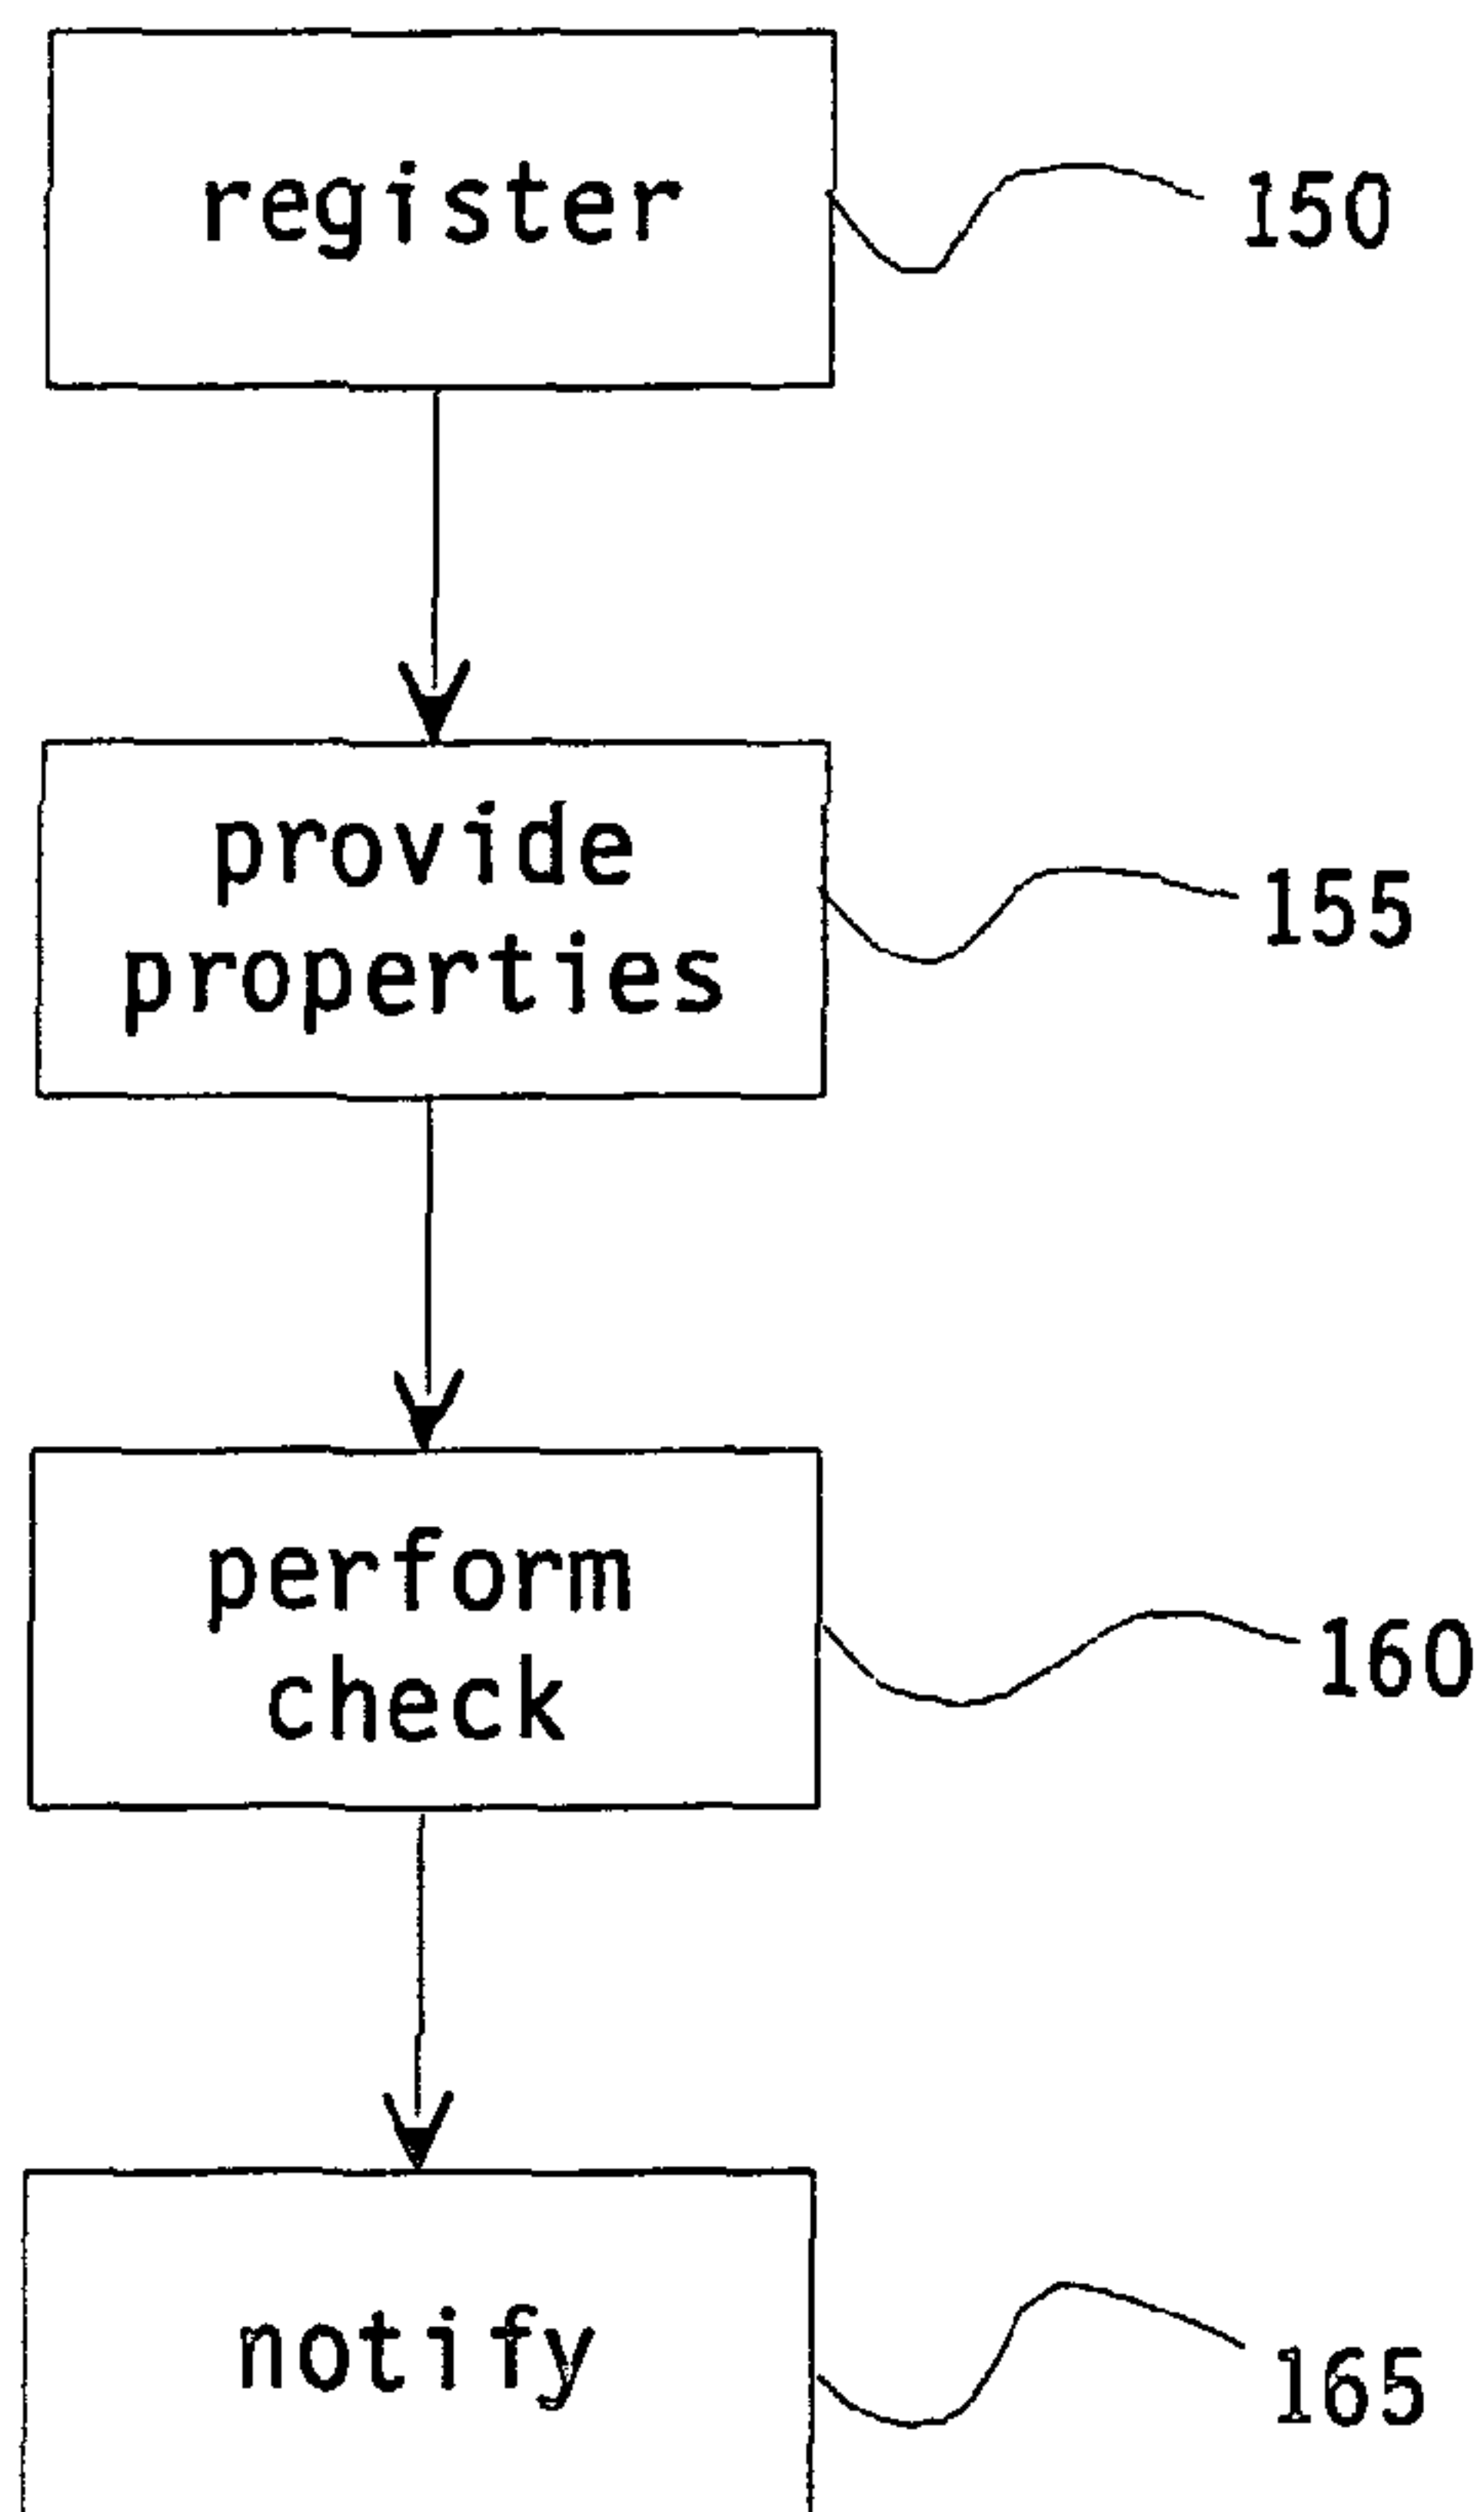 register
150
provide
properties
155
perform
check
160
notify
165